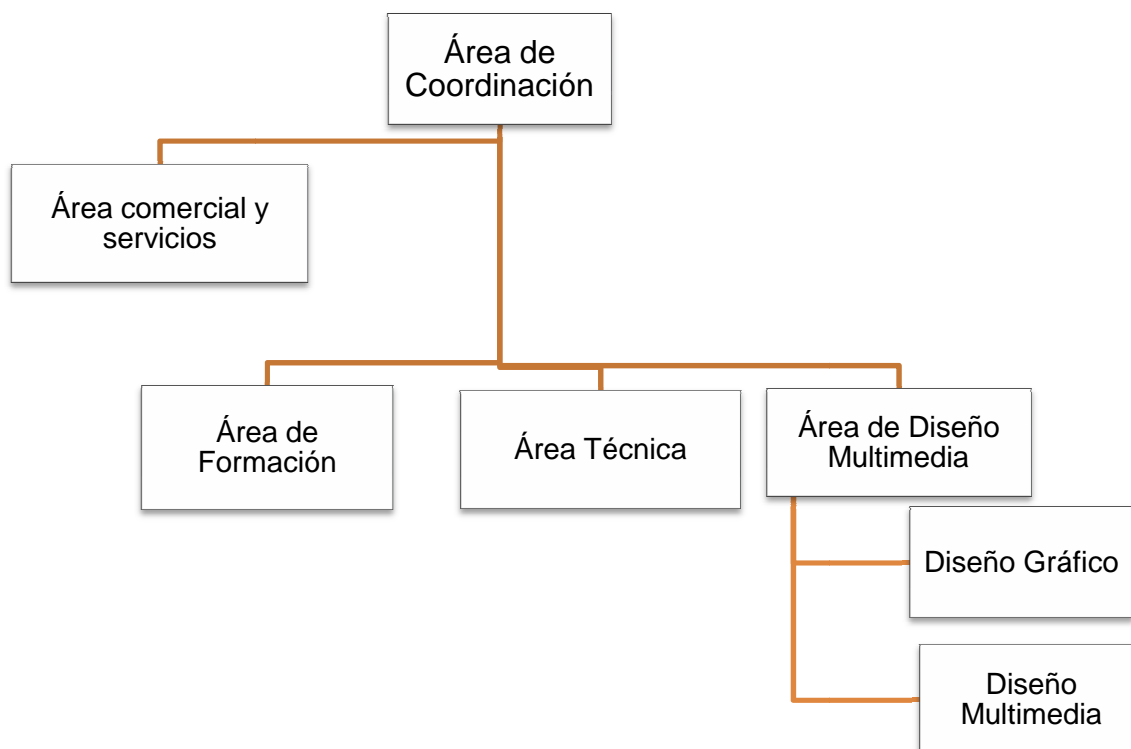 Área de
Coordinación
Área comercial y
servicios
Área de
Formación
Área Técnica
Área de Diseño
Multimedia
Diseño Gráfico
Diseño
Multimedia